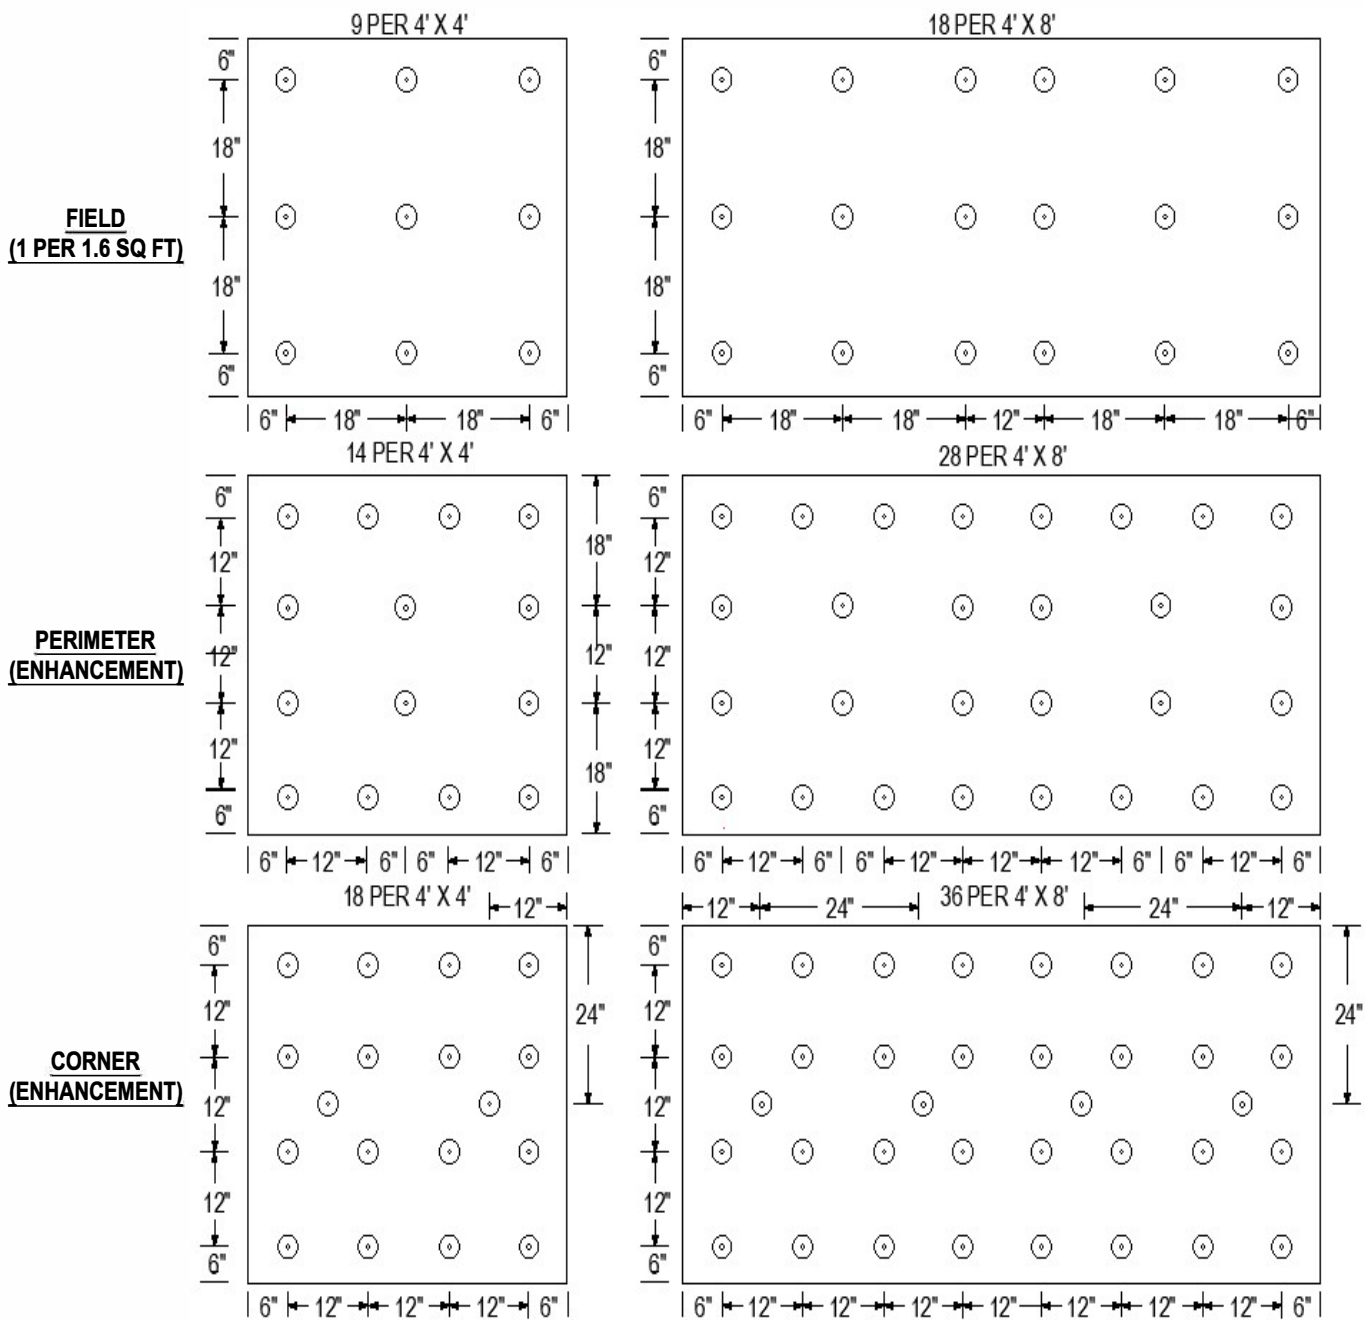 9 PER 4' X 4'
18 PER 4' X 8'
6"
18"
18"
6"
FIELD
(1 PER 1.6 SQ FT)
6"
18"
18"
6"
6" 18" 18" 6"
6" 18" 18" 12" 18" 18" 6"
14 PER 4' X 4'
28 PER 4' X 8'
6"
12"
12"
12"
6"
PERIMETER
(ENHANCEMENT)
18"
12"
18"
6"
12"
12"
12"
6"
6" 12" 6" 6" 12" 6"
6" 12" 6" 6" 12" 12" 12" 6" 6" 12" 6"
18 PER 4' X 4'
12"
12" 24" 36 PER 4' X 8' 24" 12"
6"
12"
12"
12"
6"
CORNER
(ENHANCEMENT)
24"
6"
12"
12"
12"
6"
24"
6" 12" 12" 12" 6"
6" 12" 12" 12" 12" 12" 12" 12" 6"